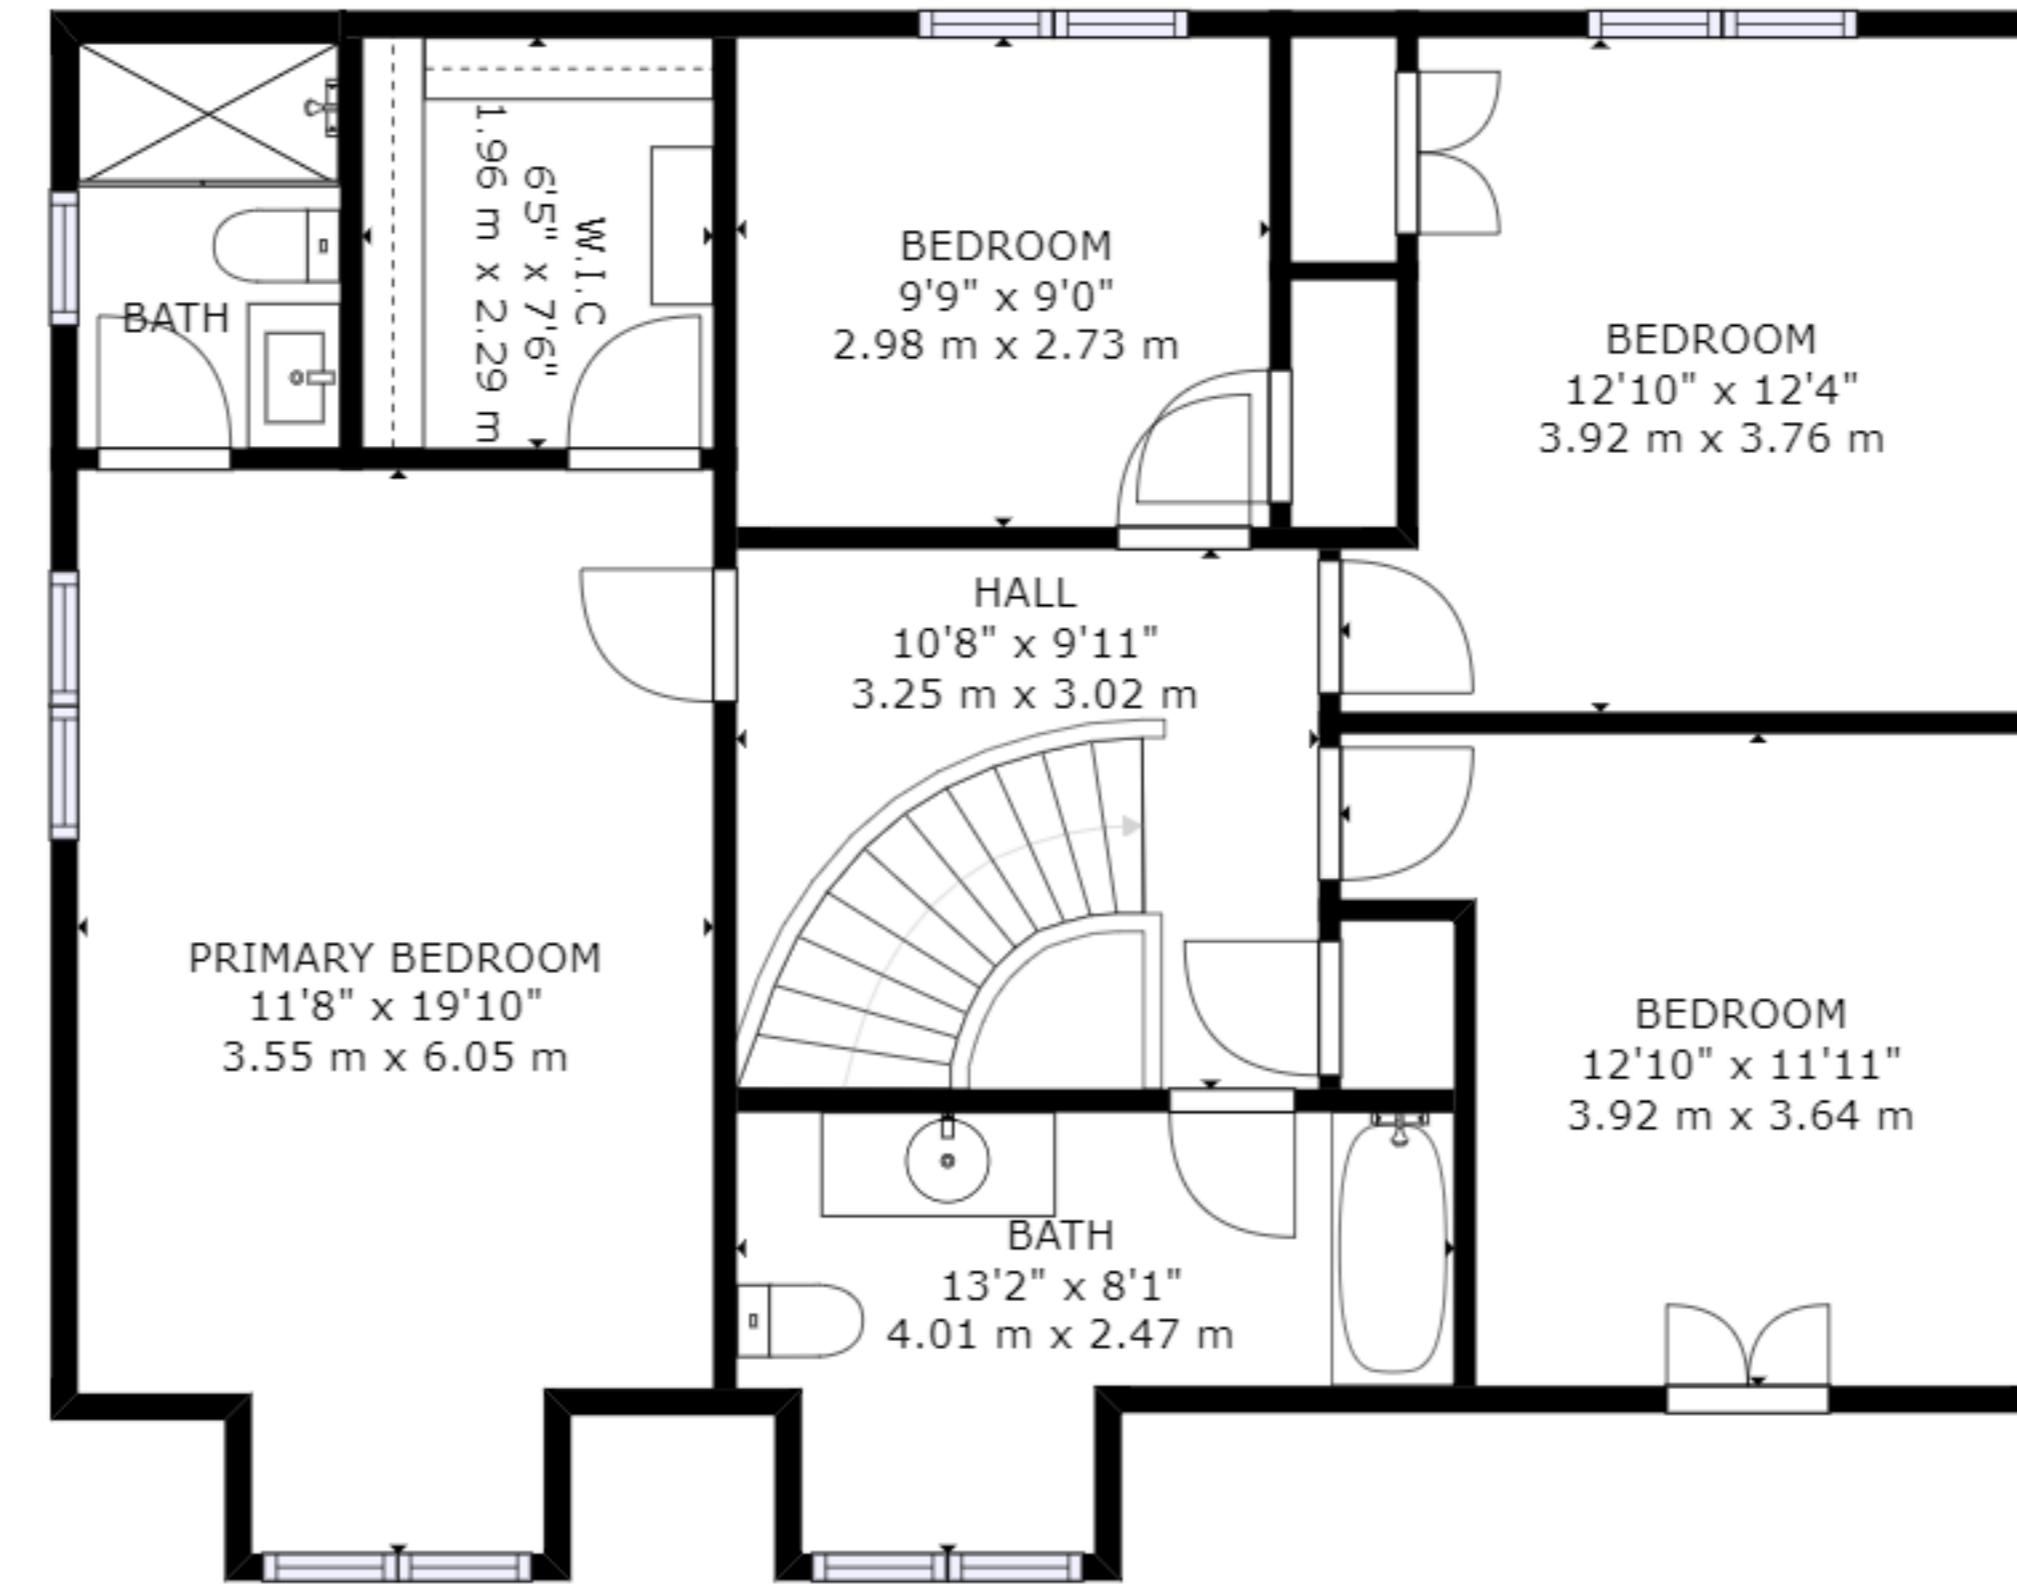 BATH
W.I.C
6'5" x 7'6"
1.96 m x 2.29 m
BEDROOM
9'9" x 9'0"
2.98 m x 2.73 m
BEDROOM
12'10" x 12'4"
3.92 m x 3.76 m
HALL
10'8" x 9'11"
3.25 m x 3.02 m
PRIMARY BEDROOM
11'8" x 19'10"
3.55 m x 6.05 m
BEDROOM
12'10" x 11'11"
3.92 m x 3.64 m
BATH
13'2" x 8'1"
4.01 m x 2.47 m